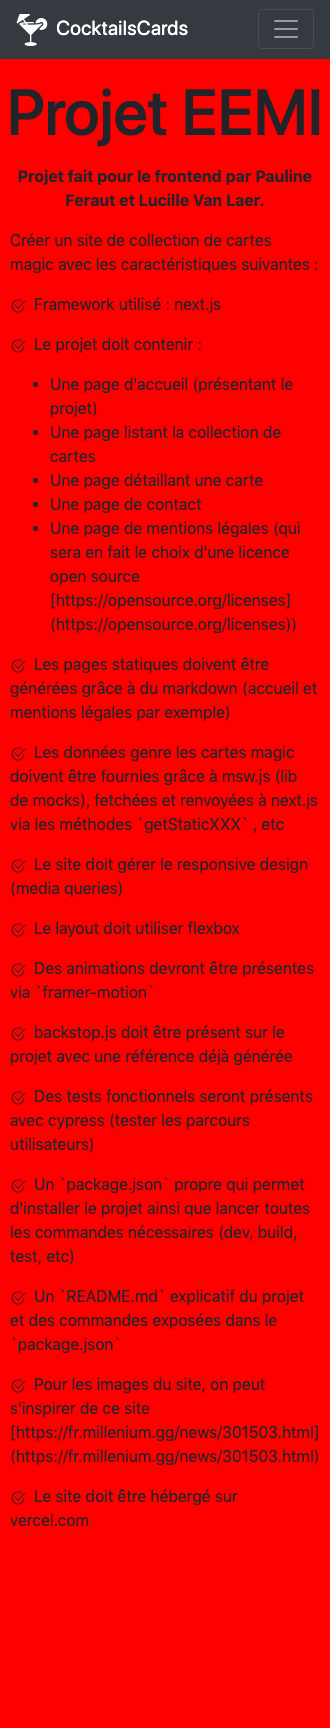 CocktailsCards
Projet EEMI
Projet fait pour le frontend par Pauline
Feraut et Lucille Van Laer.
Créer un site de collection de cartes
magic avec les caractéristiques suivantes :
Framework utilisé : next.js
Le projet doit contenir :
• Une page d'accueil (présentant le
projet)
• Une page listant la collection de
cartes
• Une page détaillant une carte
• Une page de contact
• Une page de mentions légales (qui
sera en fait le choix d'une licence
open source
[https://opensource.org/licenses]
(https://opensource.org/licenses))
Les pages statiques doivent être
générées grâce à du markdown (accueil et
mentions légales par exemple)
Les données genre les cartes magic
doivent être fournies grâce à msw.js (lib
de mocks), fetchées et renvoyées à next.js
via les méthodes `getStaticXXX` , etc
Le site doit gérer le responsive design
(media queries)
Le layout doit utiliser flexbox
Des animations devront être présentes
via `framer-motion`
backstop.js doit être présent sur le
projet avec une référence déjà générée
Des tests fonctionnels seront présents
avec cypress (tester les parcours
utilisateurs)
Un `package.json` propre qui permet
d'installer le projet ainsi que lancer toutes
les commandes nécessaires (dev, build,
test, etc)
Un `README.md` explicatif du projet
et des commandes exposées dans le
`package.json`
Pour les images du site, on peut
s'inspirer de ce site
[https://fr.millenium.gg/news/301503.html]
(https://fr.millenium.gg/news/301503.html)
Le site doit être hébergé sur
vercel.com